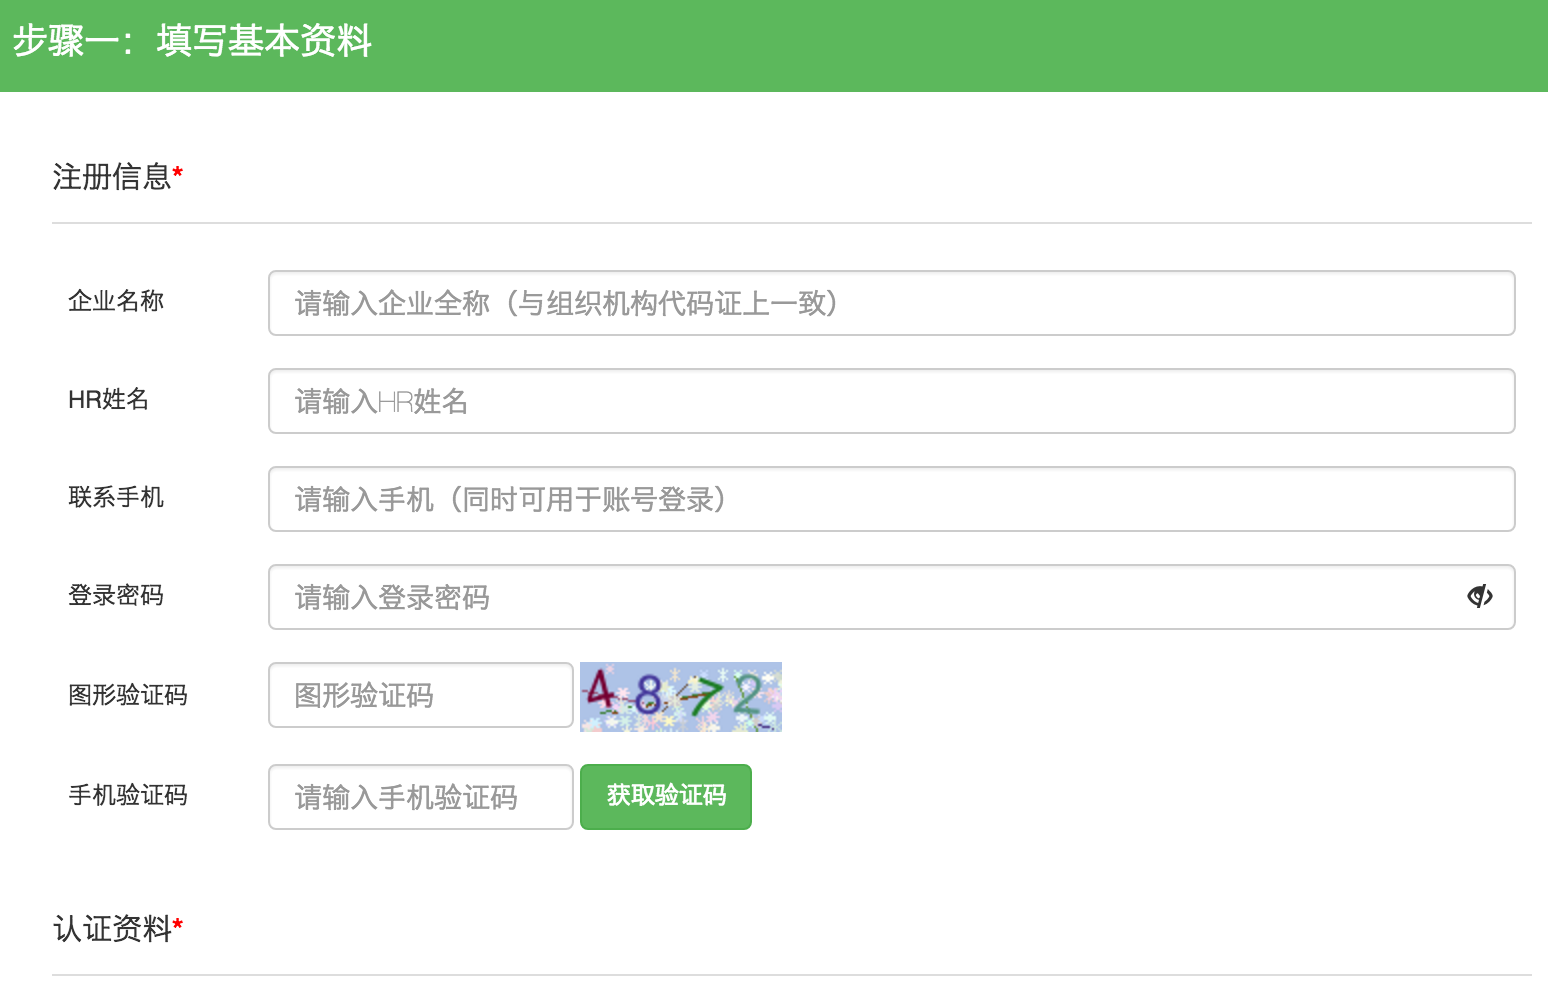 步骤一：填写基本资料
注册信息*
企业名称 请输入企业全称（与组织机构代码证上一致）
HR姓名 请输入HR姓名
联系手机 请输入手机（同时可用于账号登录）
登录密码 请输入登录密码
图形验证码 图形验证码 4872
手机验证码 请输入手机验证码 获取验证码
认证资料*